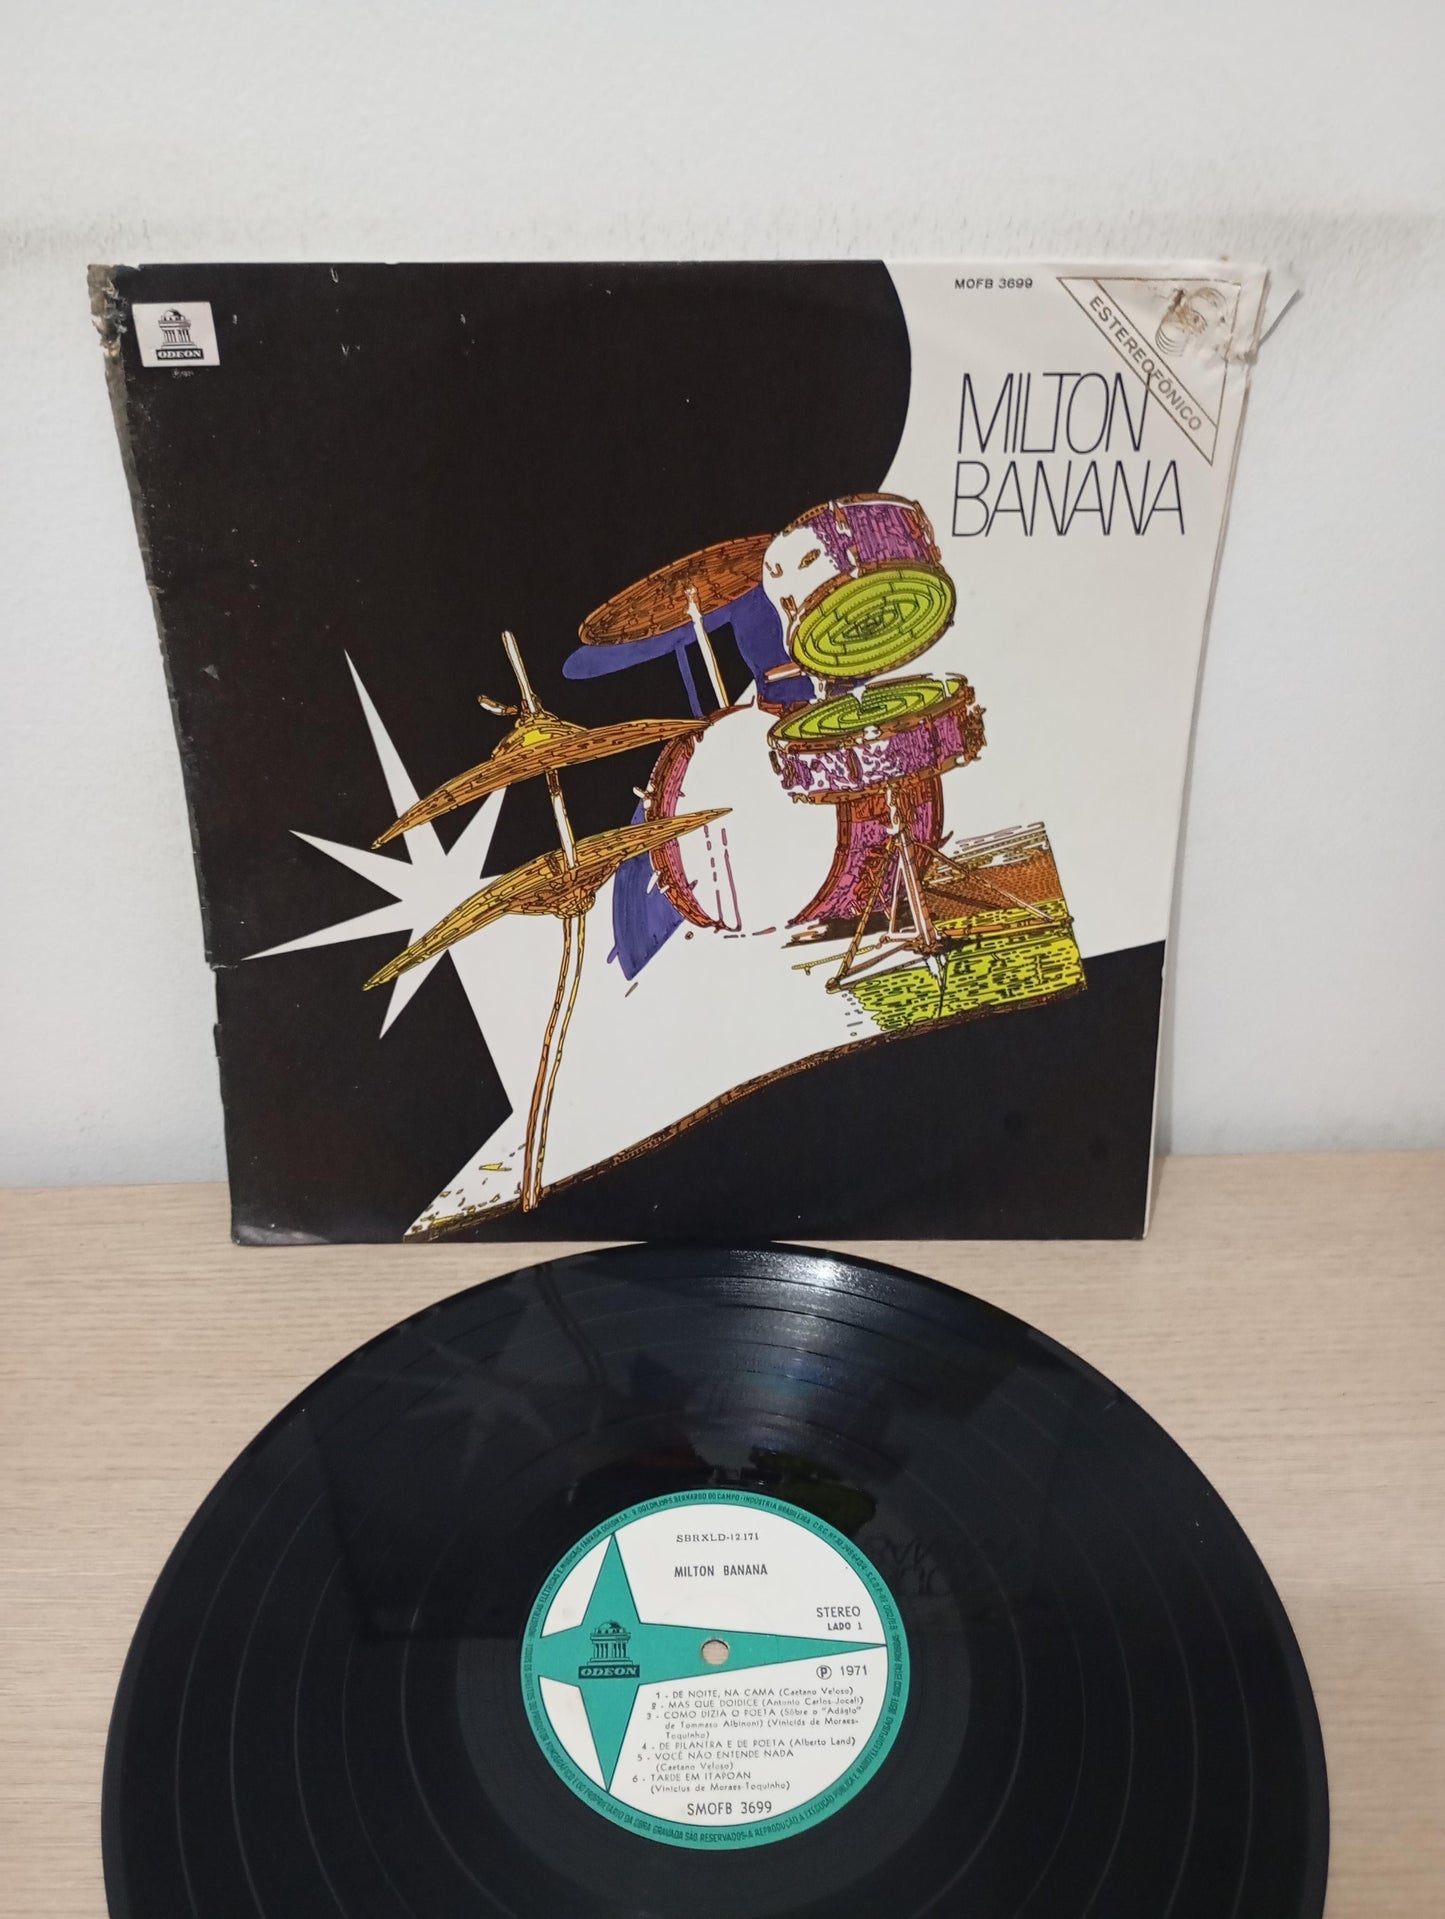 ODEON
℗ 1971
MOFB 3699
ESTEREOFÔNICO
MILTON
BANANA
SBRXLD-12.171
MILTON BANANA
STEREO
LADO 1
ODEON
℗ 1971
1 - DE NOITE, NA CAMA (Caetano Veloso)
2 - MAS QUE DOIDICE (Antonio Carlos-Jocafi)
3 - COMO DIZIA O POETA (Sôbre o "Adágio"
de Tommaso Albinoni) (Vinicius de Moraes-
Toquinho)
4 - DE PILANTRA E DE POETA (Alberto Land)
5 - VOCÊ NÃO ENTENDE NADA
(Caetano Veloso)
6 - TARDE EM ITAPOAN
(Vinicius de Moraes-Toquinho)
SMOFB 3699